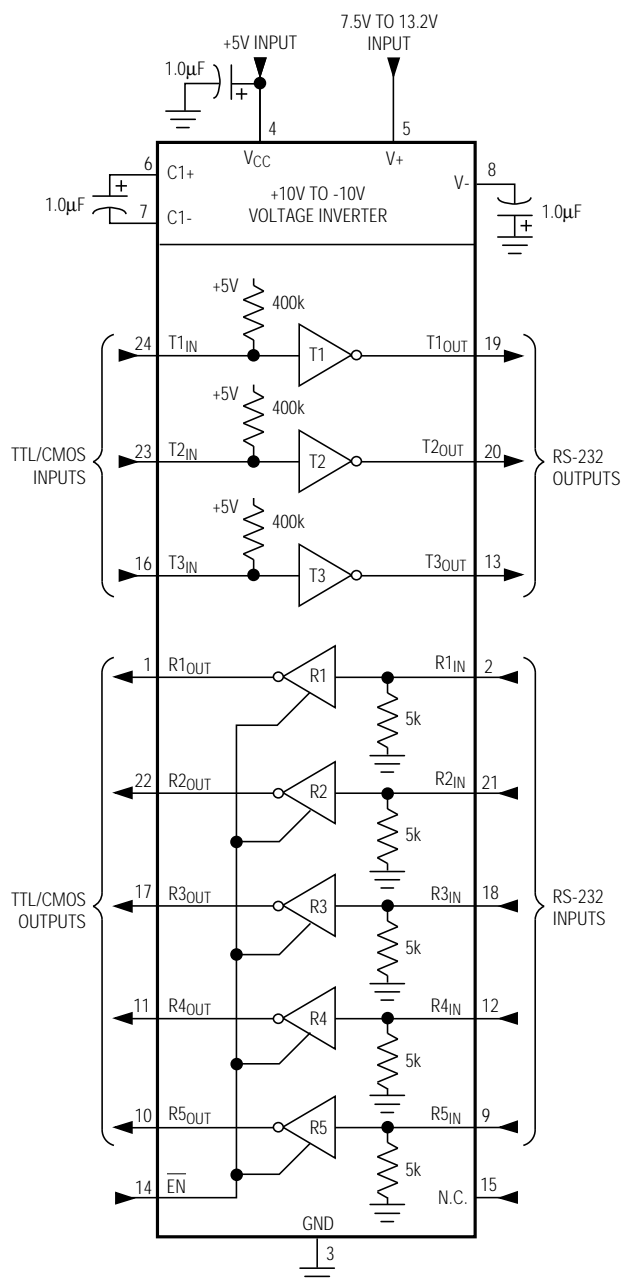 +5V INPUT
7.5V TO 13.2V
INPUT
1.0µF
+
4
5
VCC
V+
6
C1+
+
1.0µF
7
C1-
+10V TO -10V
VOLTAGE INVERTER
V-
8
1.0µF
+
+5V
400k
24
T1IN
T1
T1OUT
19
+5V
400k
TTL/CMOS
INPUTS
23
T2IN
T2
T2OUT
20
RS-232
OUTPUTS
+5V
400k
16
T3IN
T3
T3OUT
13
1
R1OUT
R1
R1IN
2
5k
22
R2OUT
R2
R2IN
21
5k
TTL/CMOS
OUTPUTS
17
R3OUT
R3
R3IN
18
RS-232
INPUTS
5k
11
R4OUT
R4
R4IN
12
5k
10
R5OUT
R5
R5IN
9
5k
14
EN
N.C.
15
GND
3